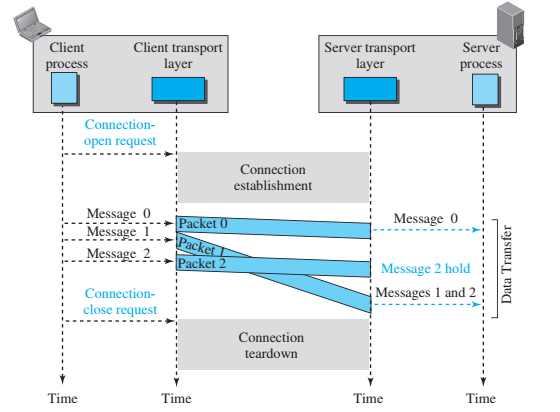 Client process
Client transport layer
Server transport layer
Server process
Connection-
open request
Connection
establishment
Message 0
Message 1
Message 2
Packet 0
Packet 1
Packet 2
Message 0
Message 2 hold
Messages 1 and 2
Data Transfer
Connection-
close request
Connection
teardown
Time
Time
Time
Time